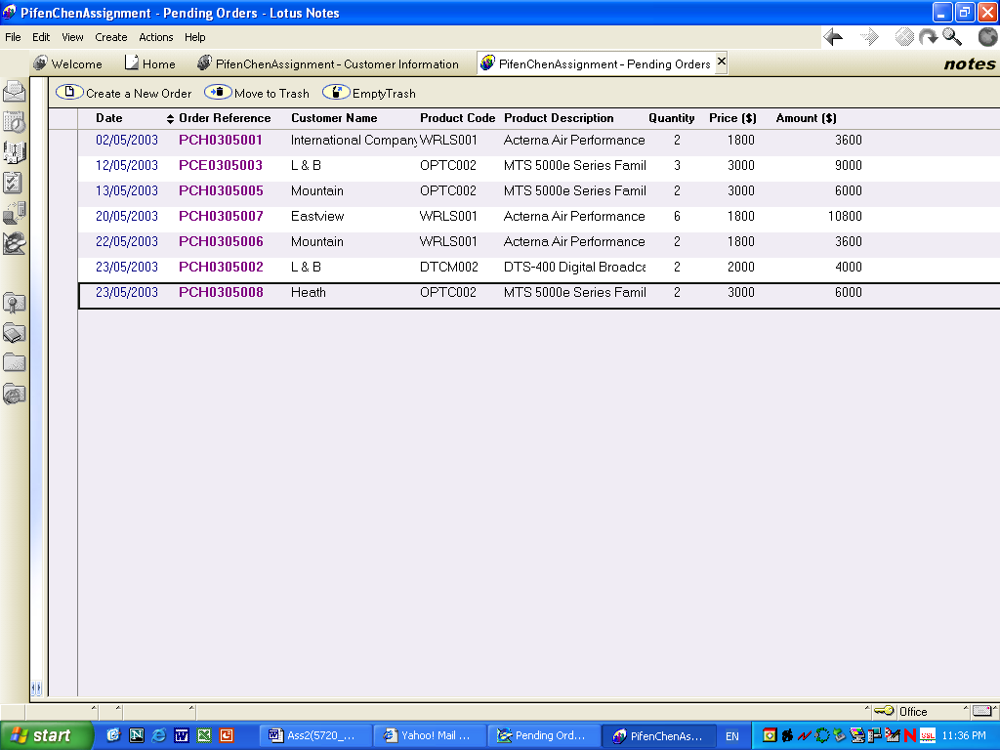 PifenChenAssignment - Pending Orders - Lotus Notes
File Edit View Create Actions Help
Welcome Home PifenChenAssignment - Customer Information PifenChenAssignment - Pending Orders notes
Create a New Order Move to Trash EmptyTrash
Date Order Reference Customer Name Product Code Product Description Quantity Price ($) Amount ($)
02/05/2003 PCH0305001 International Company WRLS001 Acterna Air Performance 2 1800 3600
12/05/2003 PCE0305003 L & B OPTC002 MTS 5000e Series Famil 3 3000 9000
13/05/2003 PCH0305005 Mountain OPTC002 MTS 5000e Series Famil 2 3000 6000
20/05/2003 PCH0305007 Eastview WRLS001 Acterna Air Performance 6 1800 10800
22/05/2003 PCH0305006 Mountain WRLS001 Acterna Air Performance 2 1800 3600
23/05/2003 PCH0305002 L & B DTCM002 DTS-400 Digital Broadca 2 2000 4000
23/05/2003 PCH0305008 Heath OPTC002 MTS 5000e Series Famil 2 3000 6000
Office
start Ass2(5720_... Yahoo! Mail ... Pending Ord... PifenChenAs... EN 11:36 PM